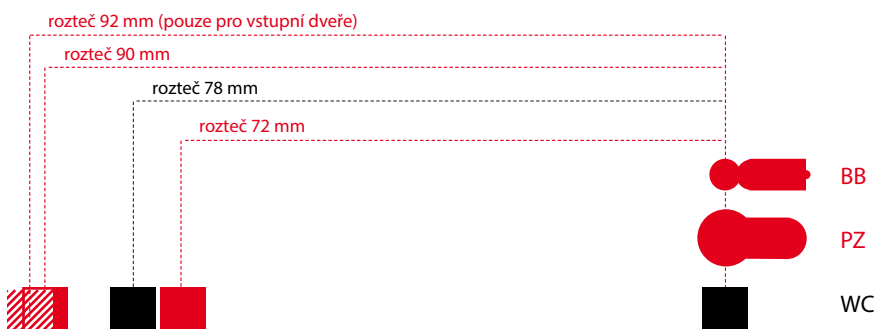 rozteč 92 mm (pouze pro vstupní dveře)
rozteč 90 mm
rozteč 78 mm
rozteč 72 mm
BB
PZ
WC